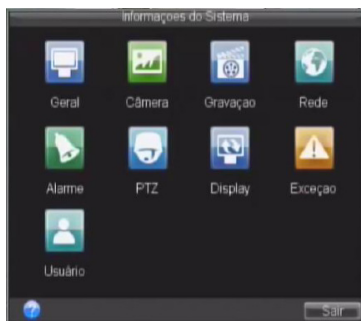 Informações do Sistema
Geral Câmera Gravaçao Rede
Alarme PTZ Display Exceçao
Usuário
Sair